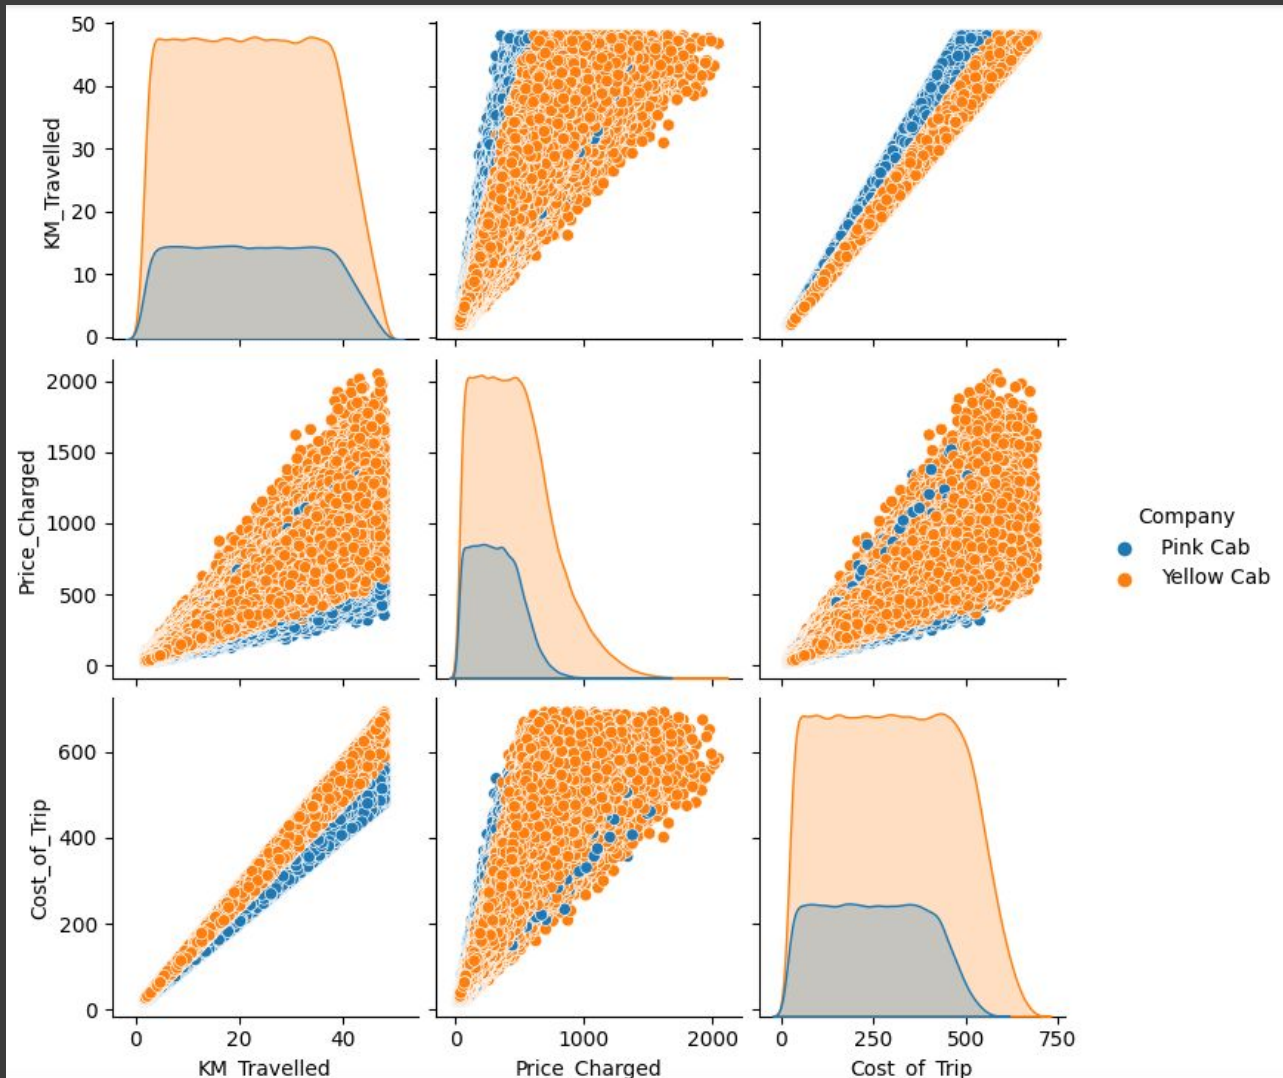 50
40
30
20
10
0
KM_Travelled
2000
1500
1000
500
0
Price_Charged
Company
Pink Cab
Yellow Cab
600
400
200
0
Cost_of_Trip
0 20 40
KM_Travelled
0 1000 2000
Price_Charged
0 250 500 750
Cost_of_Trip